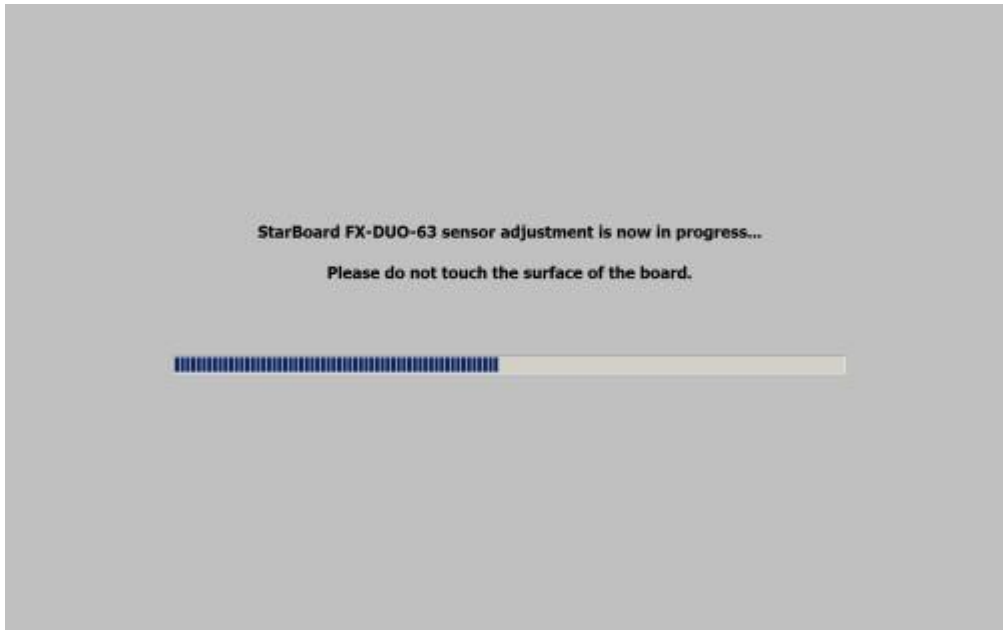 StarBoard FX-DUO-63 sensor adjustment is now in progress...
Please do not touch the surface of the board.